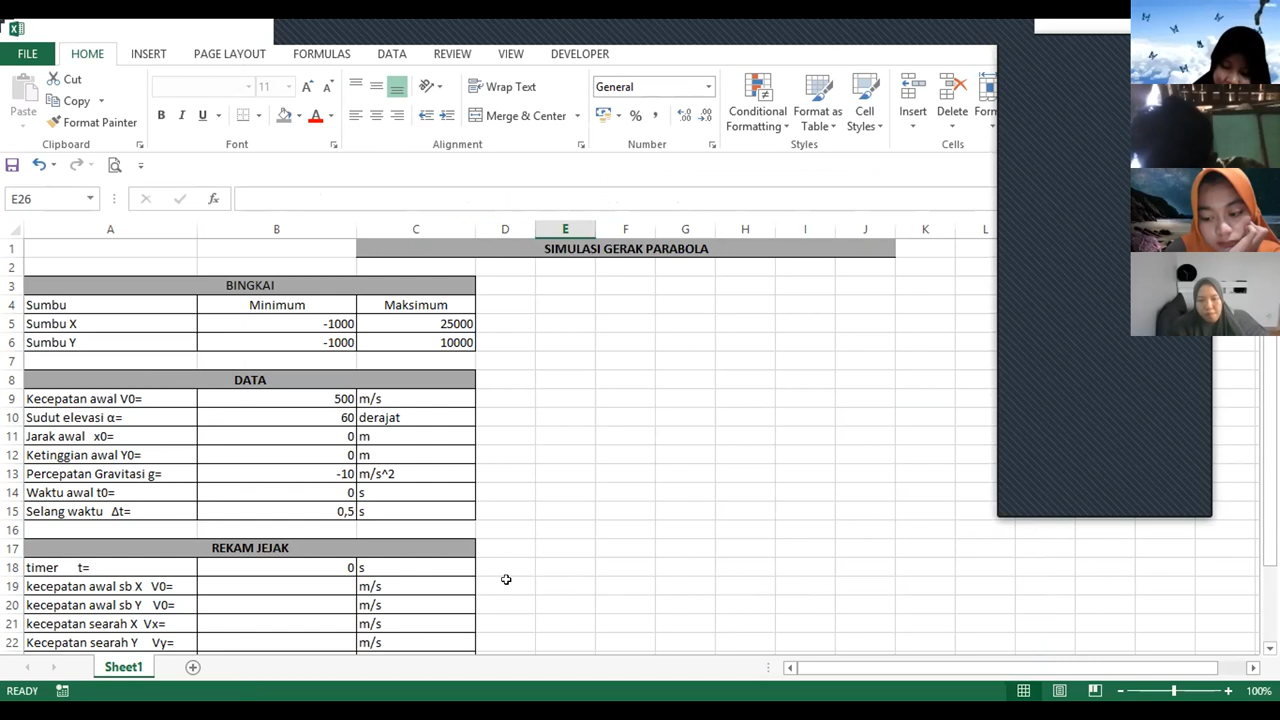 FILE HOME INSERT PAGE LAYOUT FORMULAS DATA REVIEW VIEW DEVELOPER
Paste
Cut
Copy
Format Painter
Clipboard
11
A A
B I U A
Font
Wrap Text
Merge & Center
Alignment
General
%
Number
Conditional Formatting
Format as Table
Cell Styles
Styles
Insert
Delete
Cells
E26
fx
A B C D E F G H I J K L
1 SIMULASI GERAK PARABOLA
2
3 BINGKAI
4 Sumbu Minimum Maksimum
5 Sumbu X -1000 25000
6 Sumbu Y -1000 10000
7
8 DATA
9 Kecepatan awal V0= 500 m/s
10 Sudut elevasi α= 60 derajat
11 Jarak awal x0= 0 m
12 Ketinggian awal Y0= 0 m
13 Percepatan Gravitasi g= -10 m/s^2
14 Waktu awal t0= 0 s
15 Selang waktu Δt= 0,5 s
16
17 REKAM JEJAK
18 timer t= 0 s
19 kecepatan awal sb X V0= m/s
20 kecepatan awal sb Y V0= m/s
21 kecepatan searah X Vx= m/s
22 Kecepatan searah Y Vy= m/s
Sheet1
READY
100%